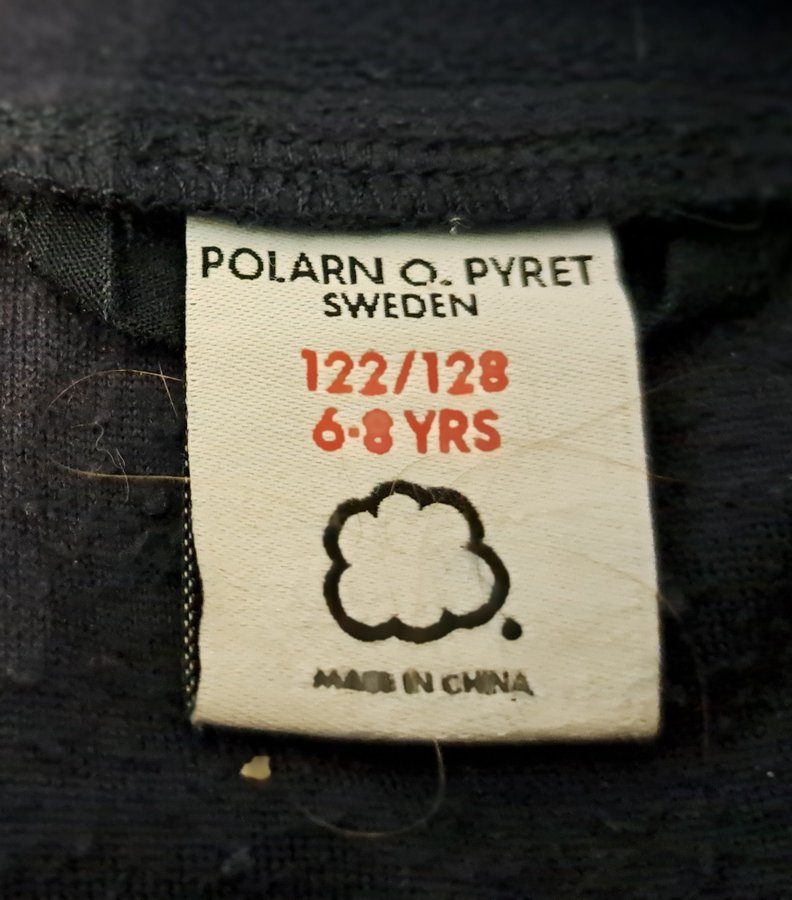 POLARN O. PYRET
SWEDEN
122/128
6-8 YRS
MADE IN CHINA